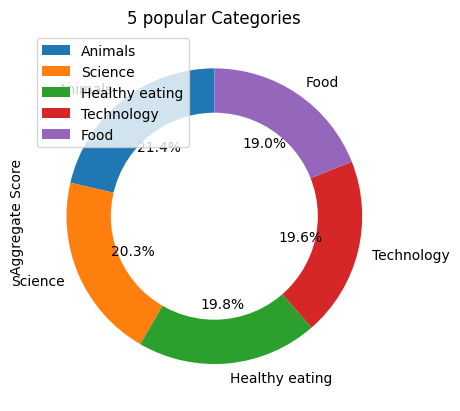 5 popular Categories
Animals
Science
Healthy eating
Technology
Food
Animals
21.4%
Food
19.0%
Aggregate Score
Science
20.3%
19.6%
Technology
19.8%
Healthy eating